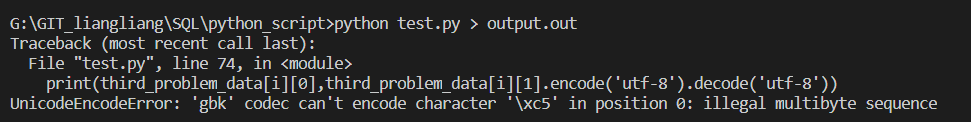 G:\GIT_liangliang\SQL\python_script>python test.py > output.out
Traceback (most recent call last):
  File "test.py", line 74, in <module>
    print(third_problem_data[i][0],third_problem_data[i][1].encode('utf-8').decode('utf-8'))
UnicodeEncodeError: 'gbk' codec can't encode character '\xc5' in position 0: illegal multibyte sequence